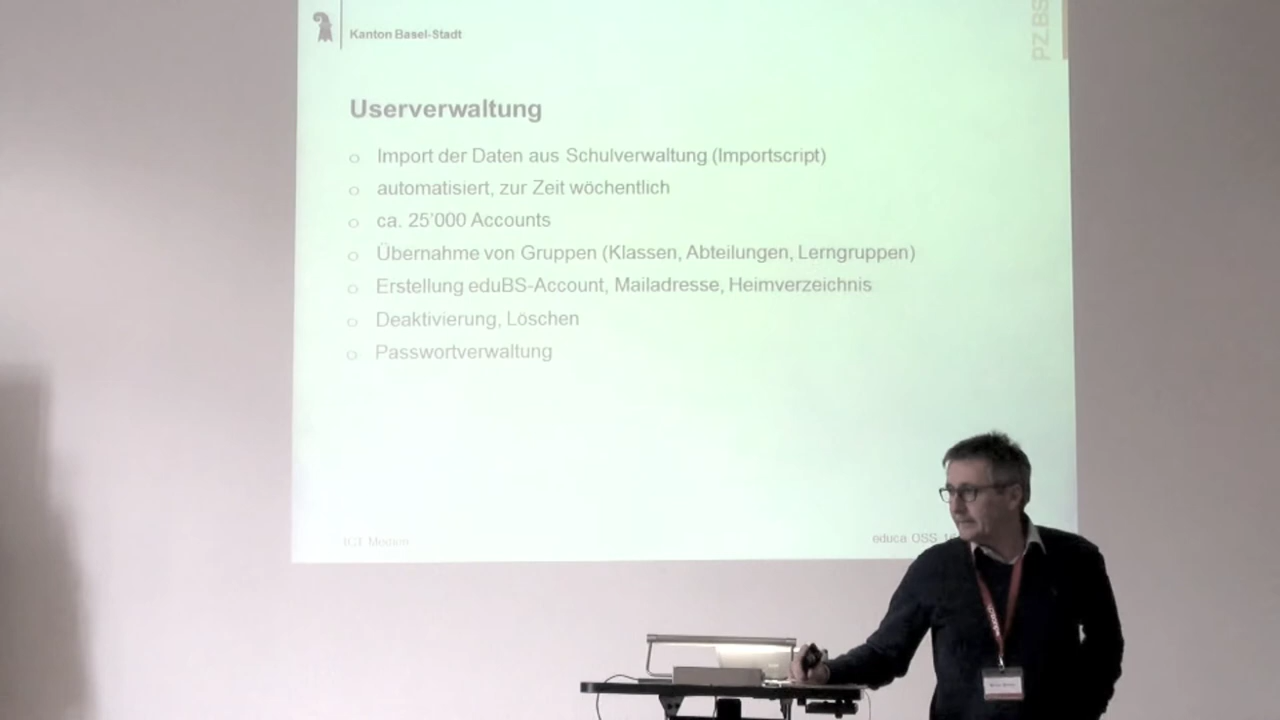 Kanton Basel-Stadt
PZ.BS
Userverwaltung
o Import der Daten aus Schulverwaltung (Importscript)
o automatisiert, zur Zeit wöchentlich
o ca. 25'000 Accounts
o Übernahme von Gruppen (Klassen, Abteilungen, Lerngruppen)
o Erstellung eduBS-Account, Mailadresse, Heimverzeichnis
o Deaktivierung, Löschen
o Passwortverwaltung
ICT Medien
educa OSS